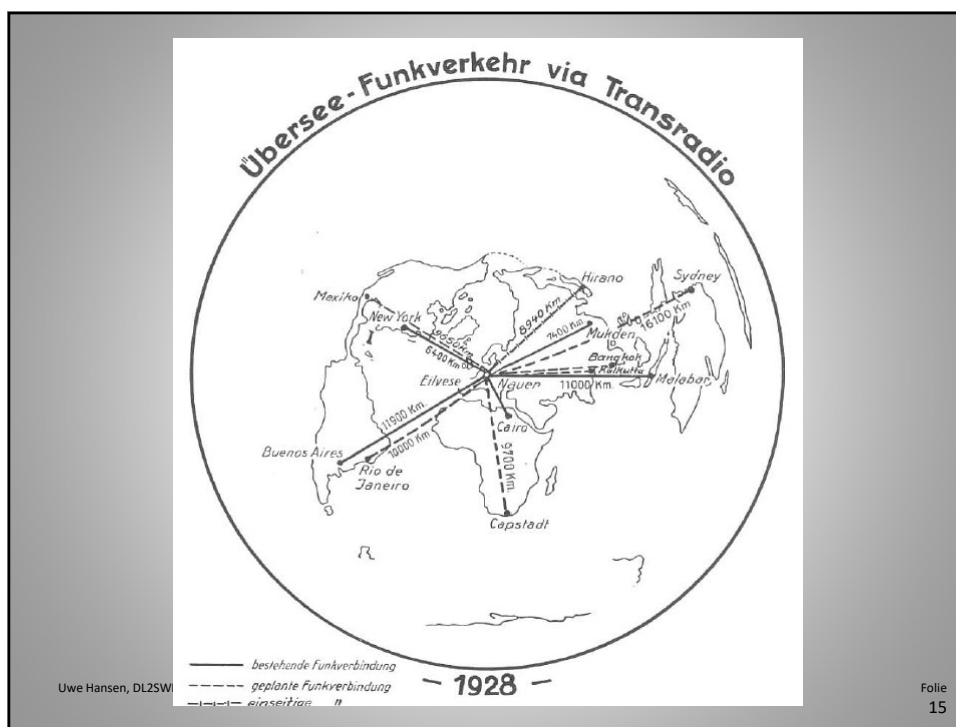 Übersee-Funkverkehr via Transradio
Hirano
Sydney
Mexiko
8940 Km
New York
16100 Km
7400 Km.
Mukden
6400 Km.
Bangkok
Kalkutta
Eilvese
Nauen
11000 Km.
Malabar
11900 Km.
Cairo
10000 Km
Buenos Aires
9700 Km.
Rio de
Janeiro
Capstadt
bestehende Funkverbindung
Uwe Hansen,
geplante Funkverbindung
- 1928 -
Folie
einseitige "
15